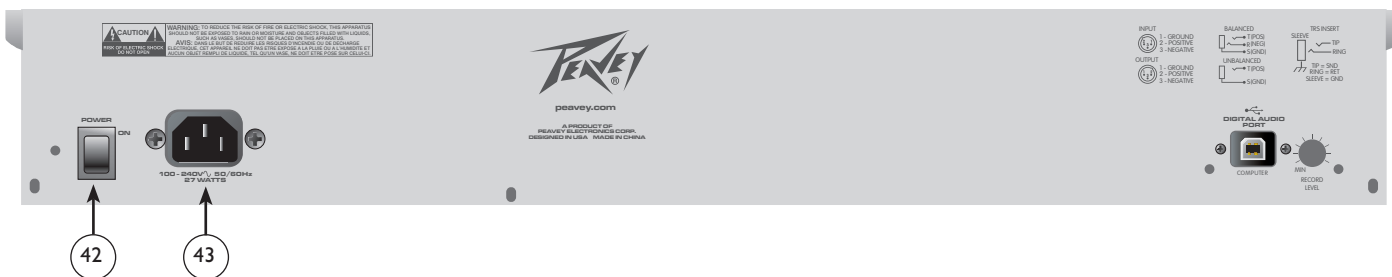 CAUTION
RISK OF ELECTRIC SHOCK
DO NOT OPEN
WARNING: TO REDUCE THE RISK OF FIRE OR ELECTRIC SHOCK, THIS APPARATUS
SHOULD NOT BE EXPOSED TO RAIN OR MOISTURE AND OBJECTS FILLED WITH LIQUIDS,
SUCH AS VASES, SHOULD NOT BE PLACED ON THIS APPARATUS.
AVIS: DANS LE BUT DE REDUIRE LES RISQUES D'INCENDIE OU DE DECHARGE
ELECTRIQUE, CET APPAREIL NE DOIT PAS ETRE EXPOSE A LA PLUIE OU A L'HUMIDITE ET
AUCUN OBJET REMPLI DE LIQUIDE, TEL QU'UN VASE, NE DOIT ETRE POSE SUR CELUI-CI.
PEAVEY
®
peavey.com
A PRODUCT OF
PEAVEY ELECTRONICS CORP.
DESIGNED IN USA MADE IN CHINA
INPUT
1 - GROUND
2 - POSITIVE
3 - NEGATIVE
OUTPUT
1 - GROUND
2 - POSITIVE
3 - NEGATIVE
BALANCED
T(POS)
R(NEG)
S(GND)
UNBALANCED
T(POS)
S(GND)
TRS INSERT
SLEEVE
TIP
RING
TIP = SND
RING = RET
SLEEVE = GND
POWER
ON
100 - 240V 50/60Hz
27 WATTS
DIGITAL AUDIO
PORT
COMPUTER
MIN
RECORD
LEVEL
42
43